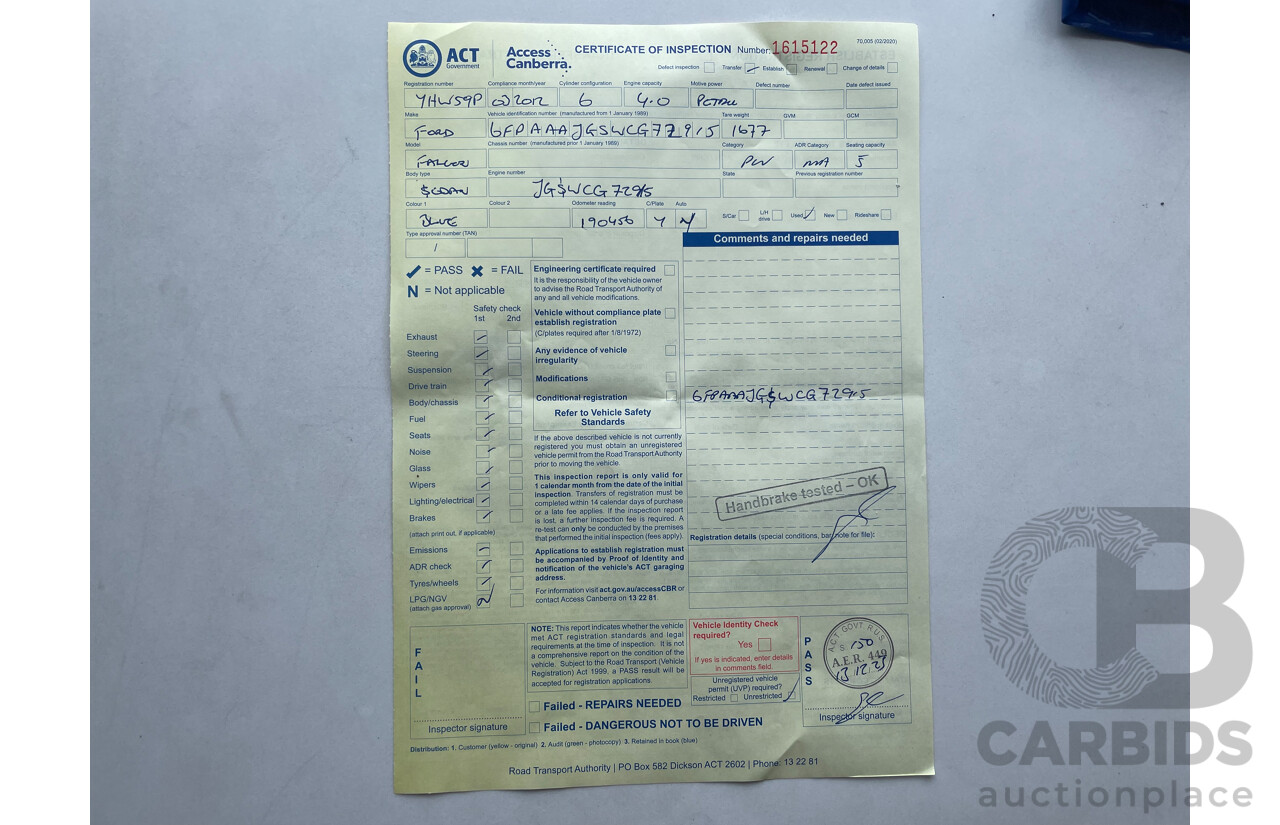 70,005 (02/2020)
ACT Government
Access Canberra.
CERTIFICATE OF INSPECTION Number: 1615122
Defect inspection Transfer Establish Renewal Change of details
Registration number Compliance month/year Cylinder configuration Engine capacity Motive power Defect number Date defect issued
YHW59P 2012 6 4.0 PETROL
Make Vehicle identification number (manufactured from 1 January 1989) Tare weight GVM GCM
FORD 6FPAAAJGSWCG72915 1677
Model Chassis number (manufactured prior 1 January 1989) Category ADR Category Seating capacity
FALCON MA 5
Body type Engine number State Previous registration number
SEDAN JGSWCG72915
Colour 1 Colour 2 Odometer reading C/Plate Auto
BLUE 190456 Y N
S/Car L/H drive Used New Rideshare
Type approval number (TAN)
Comments and repairs needed
= PASS = FAIL
N = Not applicable
Safety check
1st 2nd
Exhaust
Steering
Suspension
Drive train
Body/chassis
Fuel
Seats
Noise
Glass
Wipers
Lighting/electrical
Brakes
(attach print out, if applicable)
Emissions
ADR check
Tyres/wheels
LPG/NGV N
(attach gas approval)
Engineering certificate required
It is the responsibility of the vehicle owner
to advise the Road Transport Authority of
any and all vehicle modifications.
Vehicle without compliance plate
establish registration
(C/plates required after 1/8/1972)
Any evidence of vehicle
irregularity
Modifications
Conditional registration
Refer to Vehicle Safety
Standards
If the above described vehicle is not currently
registered you must obtain an unregistered
vehicle permit from the Road Transport Authority
prior to moving the vehicle.
This inspection report is only valid for
1 calendar month from the date of the initial
inspection. Transfers of registration must be
completed within 14 calendar days of purchase
or a late fee applies. If the inspection report
is lost, a further inspection fee is required. A
re-test can only be conducted by the premises
that performed the initial inspection (fees apply).
Applications to establish registration must
be accompanied by Proof of Identity and
notification of the vehicle's ACT garaging
address.
For information visit act.gov.au/accessCBR or
contact Access Canberra on 13 22 81
6FPAAAJGSWCG72915
Handbrake tested – OK
Registration details (special conditions, bar note for file):
FAIL
Inspector signature
NOTE: This report indicates whether the vehicle
met ACT registration standards and legal
requirements at the time of inspection. It is not
a comprehensive report on the condition of the
vehicle. Subject to the Road Transport (Vehicle
Registration) Act 1999, a PASS result will be
accepted for registration applications.
Vehicle Identity Check
required?
Yes
If yes is indicated, enter details
in comments field.
Unregistered vehicle
permit (UVP) required?
Restricted Unrestricted
PASS
ACT GOVT R.U.S.
A.E.R. 449
Inspector signature
Failed - REPAIRS NEEDED
Failed - DANGEROUS NOT TO BE DRIVEN
Distribution: 1. Customer (yellow - original) 2. Audit (green - photocopy) 3. Retained in book (blue)
Road Transport Authority | PO Box 582 Dickson ACT 2602 | Phone: 13 22 81
CARBIDS
auctionplace